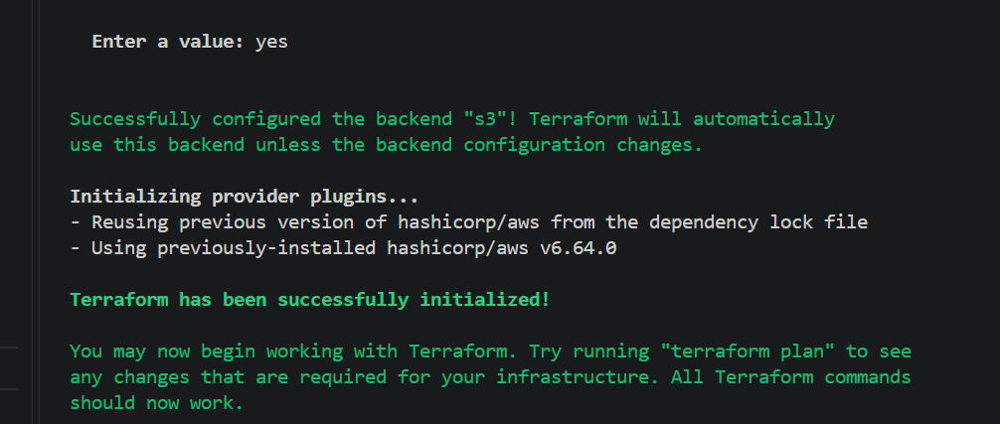 Enter a value: yes
Successfully configured the backend "s3"! Terraform will automatically
use this backend unless the backend configuration changes.
Initializing provider plugins...
- Reusing previous version of hashicorp/aws from the dependency lock file
- Using previously-installed hashicorp/aws v6.64.0
Terraform has been successfully initialized!
You may now begin working with Terraform. Try running "terraform plan" to see
any changes that are required for your infrastructure. All Terraform commands
should now work.